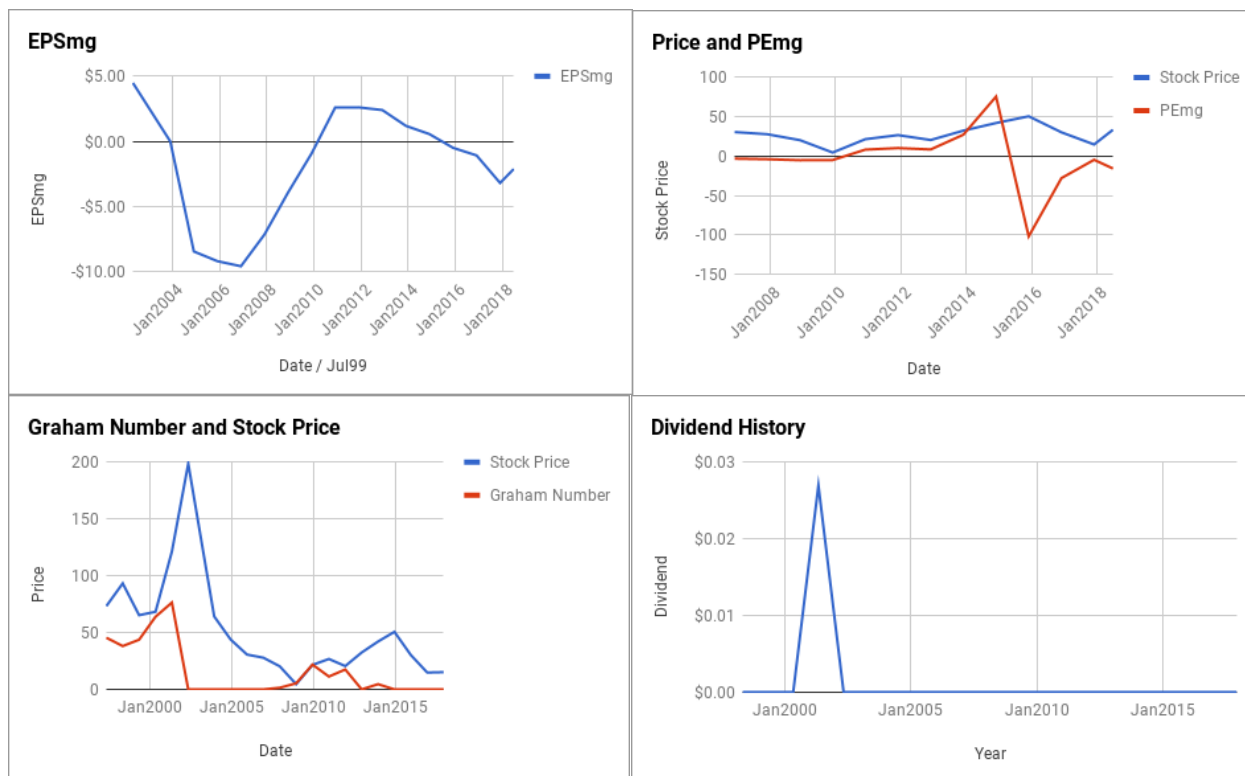 EPSmg
$5.00
$0.00
-$5.00
-$10.00
EPSmg
EPSmg
Jan2004
Jan2006
Jan2008
Jan2010
Jan2012
Jan2014
Jan2016
Jan2018
Date / Jul99
Price and PEmg
100
50
0
-50
-100
-150
Stock Price
Stock Price
PEmg
Jan2008
Jan2010
Jan2012
Jan2014
Jan2016
Jan2018
Date
Graham Number and Stock Price
200
150
100
50
0
Price
Stock Price
Graham Number
Jan2000
Jan2005
Jan2010
Jan2015
Date
Dividend History
$0.03
$0.02
$0.01
$0.00
Dividend
Jan2000
Jan2005
Jan2010
Jan2015
Year